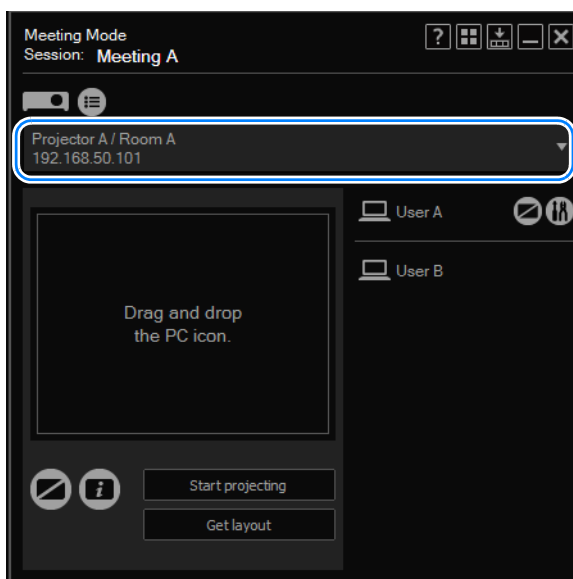 Meeting Mode
Session: Meeting A
?
Projector A / Room A
192.168.50.101
User A
User B
Drag and drop
the PC icon.
i
Start projecting
Get layout